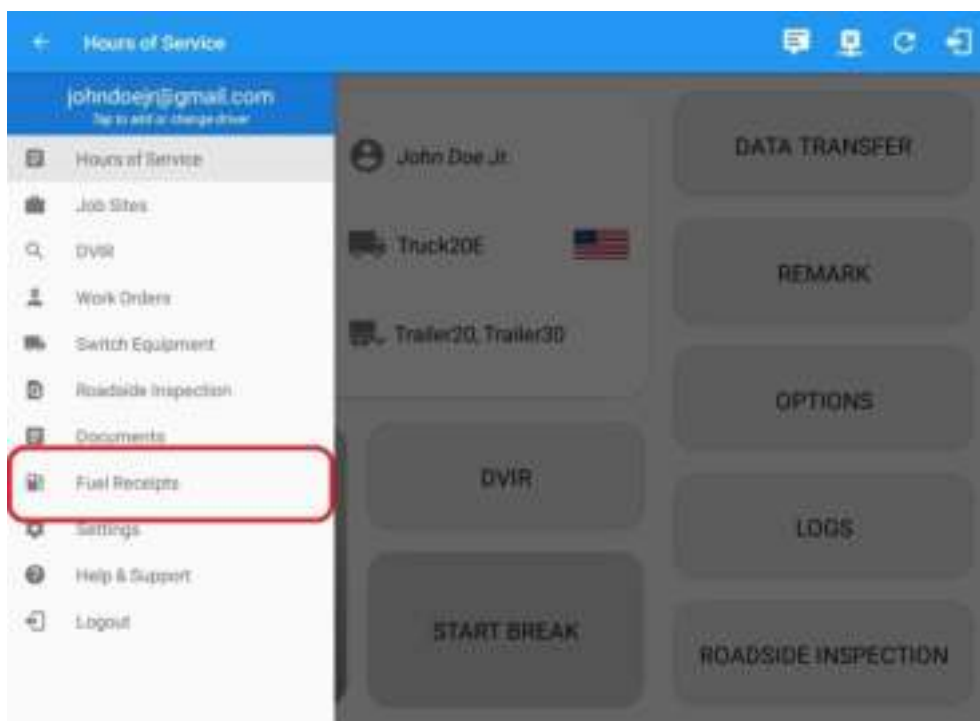 Hours of Service
johndoejr@gmail.com
Tap to add or change driver
Hours of Service
Job Sites
DVIR
Work Orders
Switch Equipment
Roadside Inspection
Documents
Fuel Receipts
Settings
Help & Support
Logout
John Doe Jr.
Truck20E
Trailer20, Trailer30
DVIR
START BREAK
DATA TRANSFER
REMARK
OPTIONS
LOGS
ROADSIDE INSPECTION